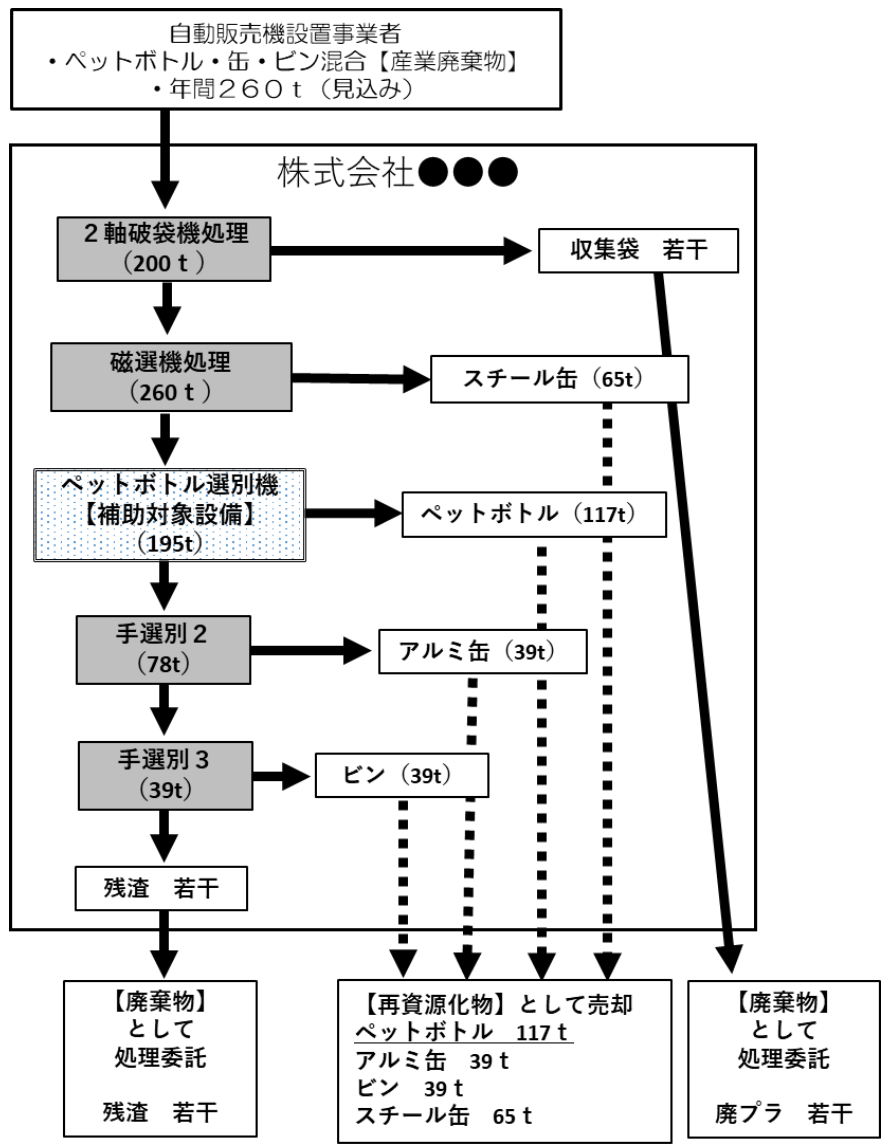 自動販売機設置事業者
・ペットボトル・缶・ビン混合【産業廃棄物】
・年間２６０ｔ（見込み）
株式会社●●●
２軸破袋機処理
（200ｔ）
収集袋　若干
磁選機処理
（260ｔ）
スチール缶（65t）
ペットボトル選別機
【補助対象設備】
（195t）
ペットボトル（117t）
手選別２
（78t）
アルミ缶（39t）
手選別３
（39t）
ビン（39t）
残渣　若干
【廃棄物】
として
処理委託
残渣　若干
【再資源化物】として売却
ペットボトル　117ｔ
アルミ缶　39ｔ
ビン　39ｔ
スチール缶　65ｔ
【廃棄物】
として
処理委託
廃プラ　若干